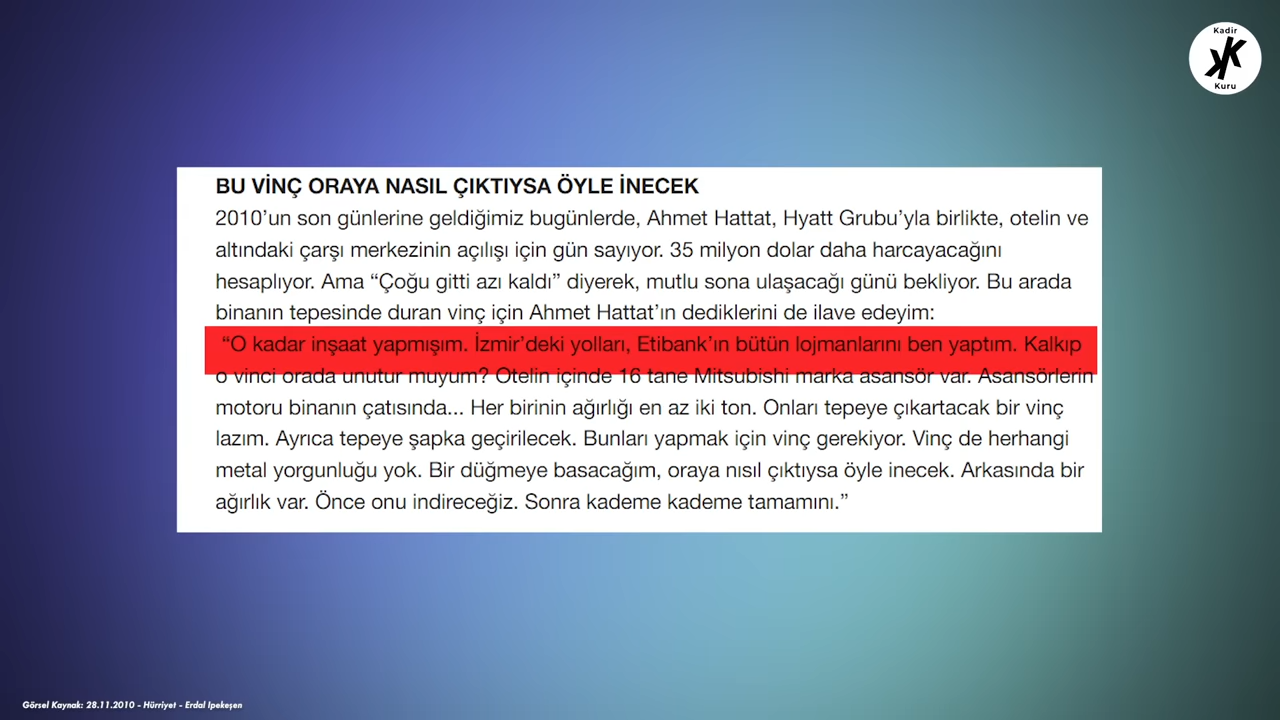 Kadir
KK
Kuru
BU VİNÇ ORAYA NASIL ÇIKTIYSA ÖYLE İNECEK
2010’un son günlerine geldiğimiz bugünlerde, Ahmet Hattat, Hyatt Grubu’yla birlikte, otelin ve
altındaki çarşı merkezinin açılışı için gün sayıyor. 35 milyon dolar daha harcayacağını
hesaplıyor. Ama “Çoğu gitti azı kaldı” diyerek, mutlu sona ulaşacağı günü bekliyor. Bu arada
binanın tepesinde duran vinç için Ahmet Hattat’ın dediklerini de ilave edeyim:
“O kadar inşaat yapmışım. İzmir’deki yolları, Etibank’ın bütün lojmanlarını ben yaptım. Kalkıp
o vinci orada unutur muyum? Otelin içinde 16 tane Mitsubishi marka asansör var. Asansörlerin
motoru binanın çatısında... Her birinin ağırlığı en az iki ton. Onları tepeye çıkartacak bir vinç
lazım. Ayrıca tepeye şapka geçirilecek. Bunları yapmak için vinç gerekiyor. Vinç de herhangi
metal yorgunluğu yok. Bir düğmeye basacağım, oraya nısıl çıktıysa öyle inecek. Arkasında bir
ağırlık var. Önce onu indireceğiz. Sonra kademe kademe tamamını.”
Görsel Kaynak: 28.11.2010 - Hürriyet - Erdal Ipekeşen